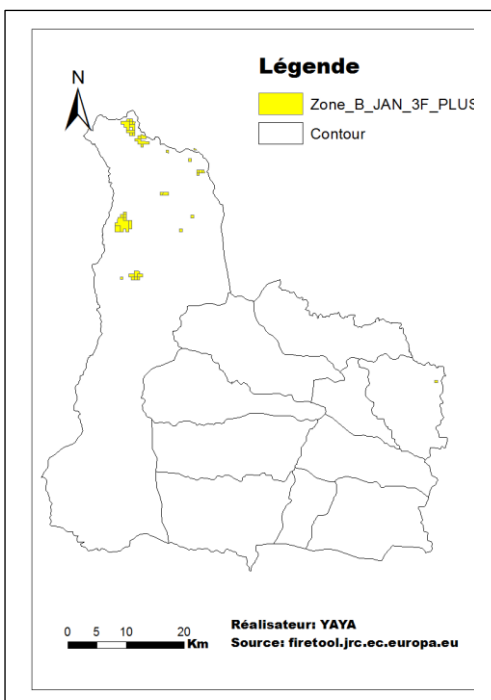 Légende
N
Zone_B_JAN_3F_PLUS
Contour
Réalisateur: YAYA
0 5 10 20
Km
Source: firetool.jrc.ec.europa.eu